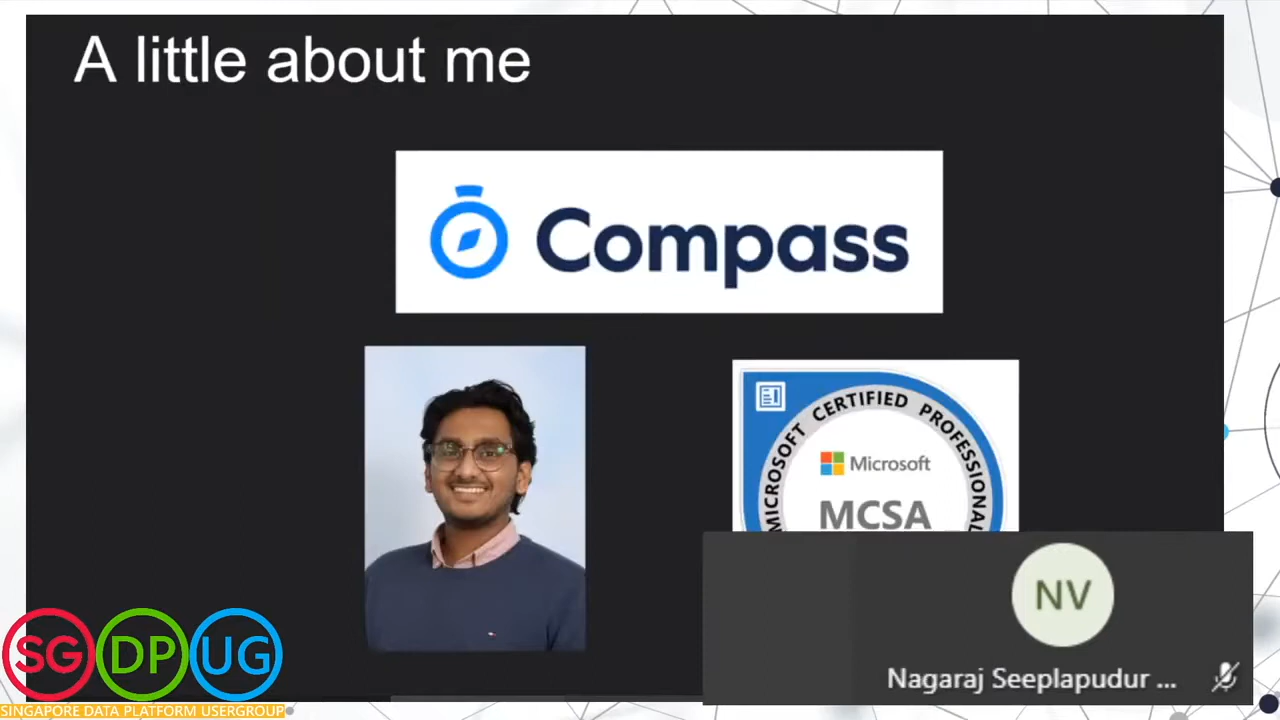 A little about me
Compass
MICROSOFT CERTIFIED PROFESSIONAL
Microsoft
MCSA
NV
Nagaraj Seeplapudur ...
SG DP UG
SINGAPORE DATA PLATFORM USERGROUP